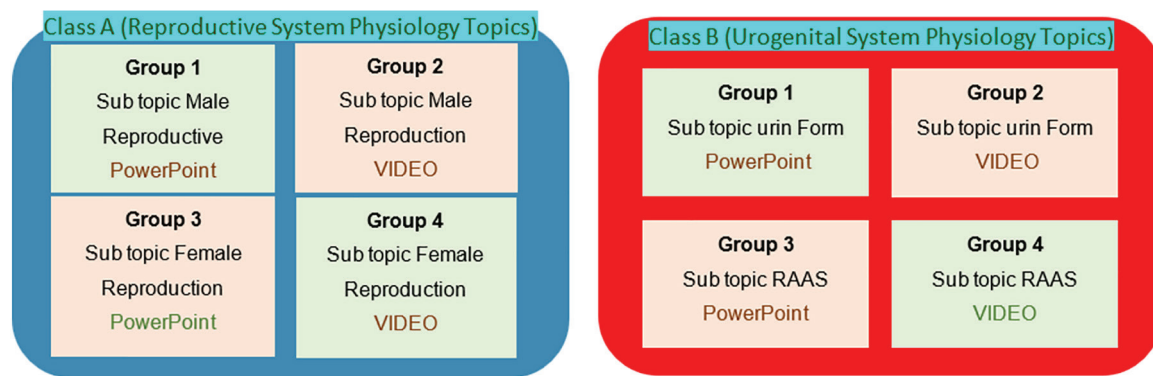 Class A (Reproductive System Physiology Topics)
Group 1
Sub topic Male
Reproductive
PowerPoint
Group 2
Sub topic Male
Reproduction
VIDEO
Group 3
Sub topic Female
Reproduction
PowerPoint
Group 4
Sub topic Female
Reproduction
VIDEO
Class B (Urogenital System Physiology Topics)
Group 1
Sub topic urin Form
PowerPoint
Group 2
Sub topic urin Form
VIDEO
Group 3
Sub topic RAAS
PowerPoint
Group 4
Sub topic RAAS
VIDEO